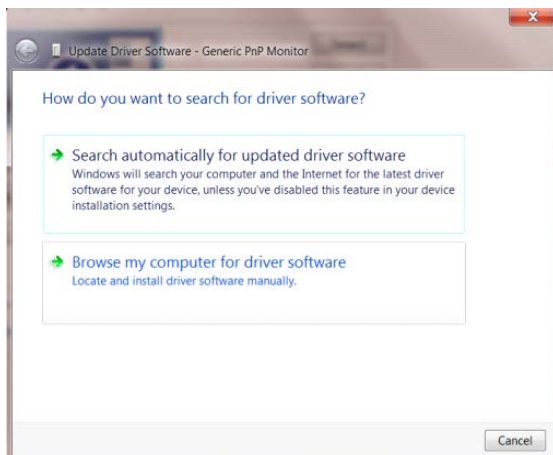 Update Driver Software - Generic PnP Monitor
How do you want to search for driver software?
Search automatically for updated driver software
Windows will search your computer and the Internet for the latest driver
software for your device, unless you've disabled this feature in your device
installation settings.
Browse my computer for driver software
Locate and install driver software manually.
Cancel